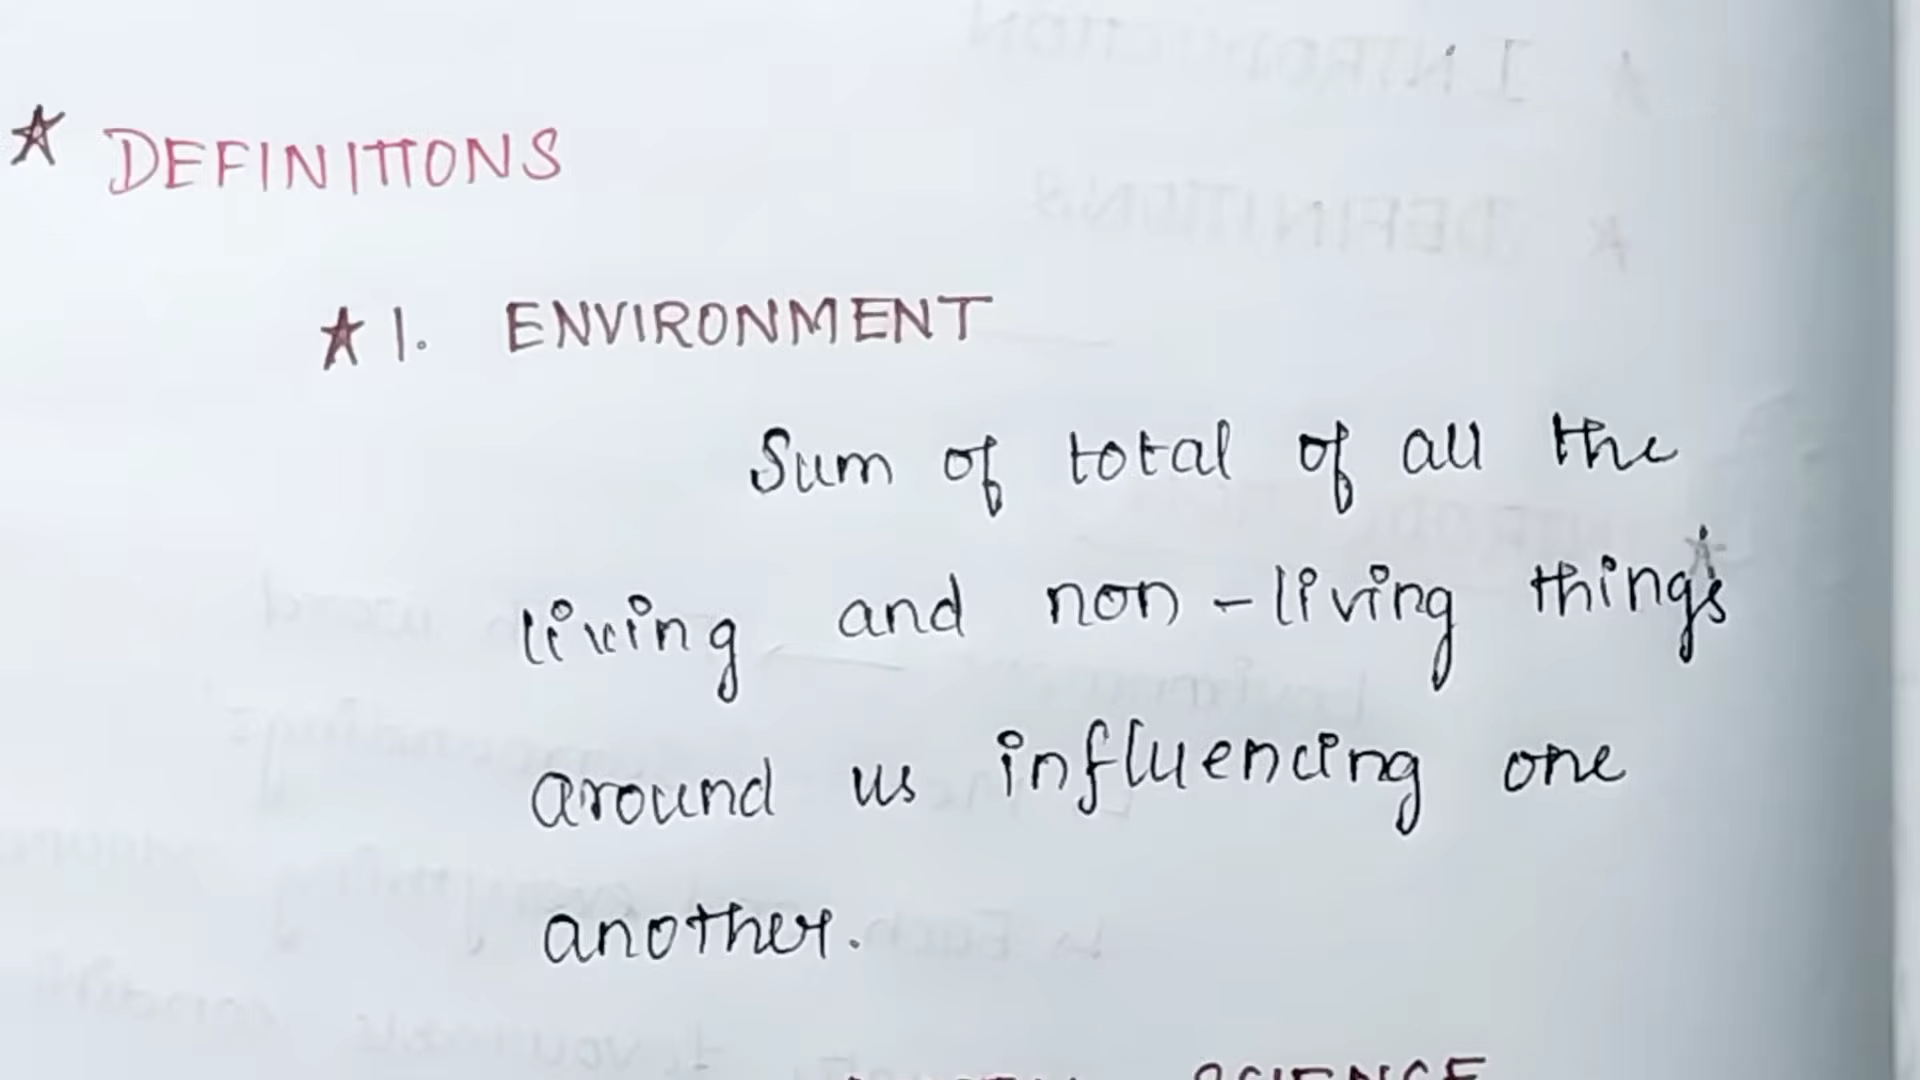 ★ DEFINITIONS
★ 1. ENVIRONMENT
Sum of total of all the
living and non-living things
around us influencing one
another.
SCIENCE